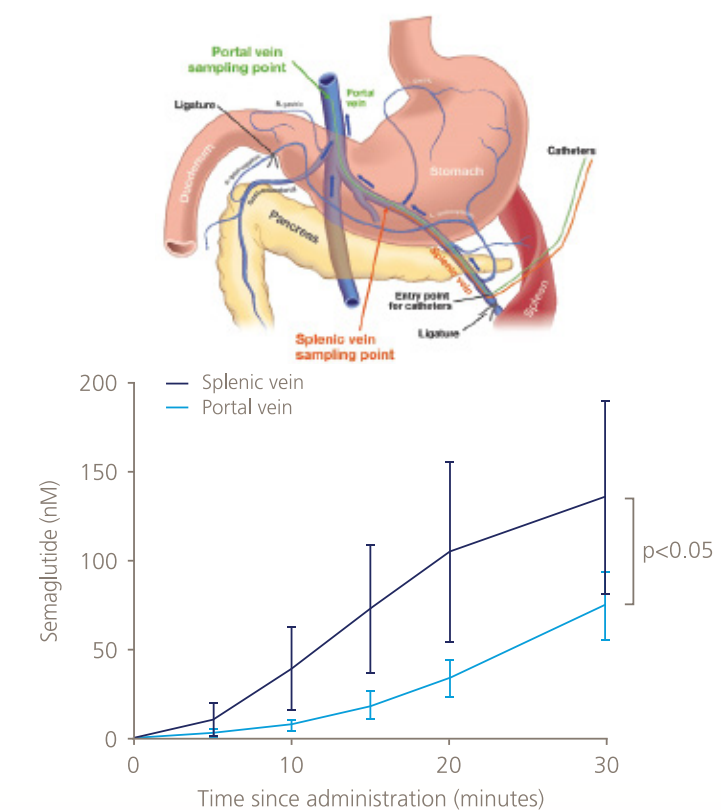 Portal vein
sampling point
Portal
vein
Ligature
Catheters
Duodenum
Stomach
Pancreas
Splenic vein
Entry point
for catheters
Spleen
Ligature
Splenic vein
sampling point
200
150
100
50
0
Semaglutide (nM)
Splenic vein
Portal vein
p<0.05
0
10
20
30
Time since administration (minutes)